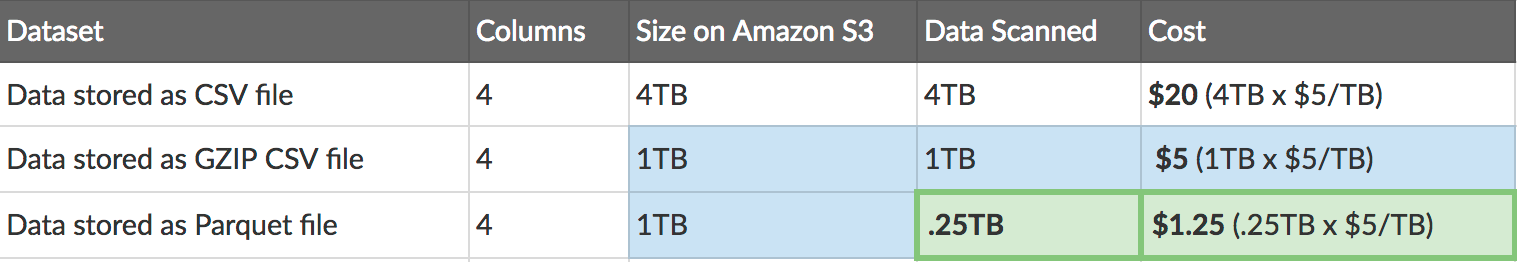 Dataset Columns Size on Amazon S3 Data Scanned Cost
Data stored as CSV file 4 4TB 4TB $20 (4TB x $5/TB)
Data stored as GZIP CSV file 4 1TB 1TB $5 (1TB x $5/TB)
Data stored as Parquet file 4 1TB .25TB $1.25 (.25TB x $5/TB)